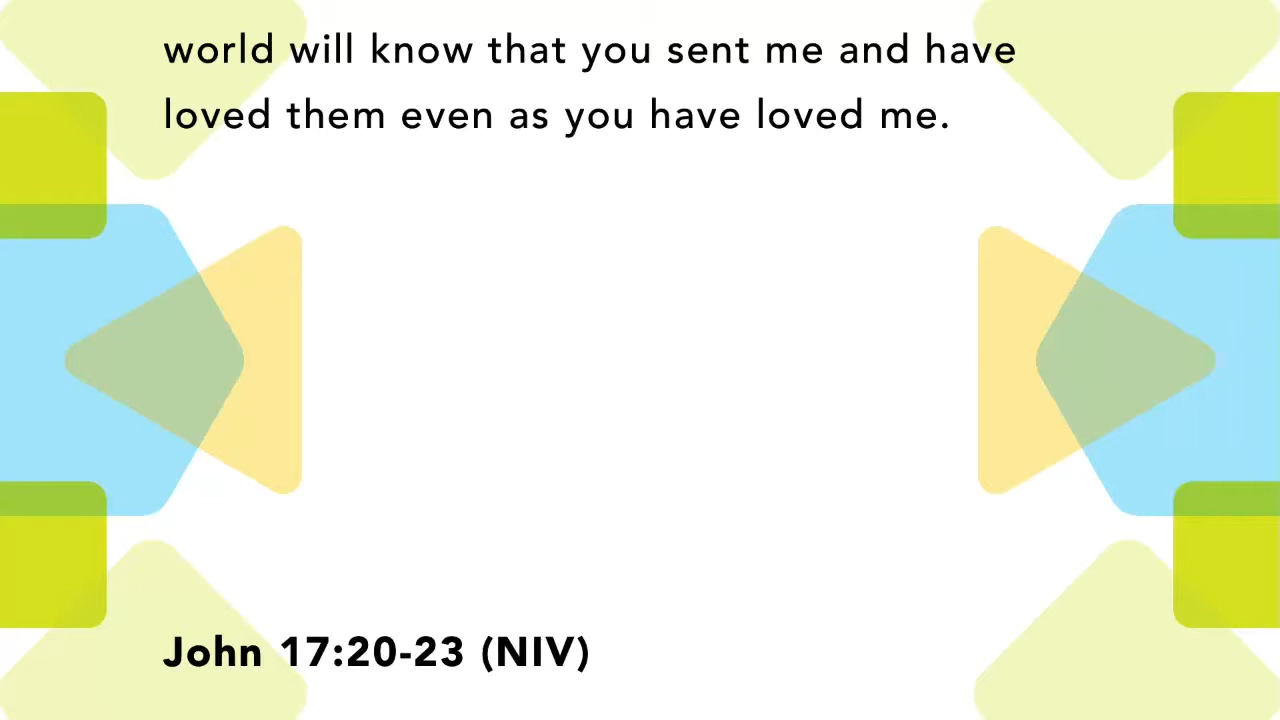 world will know that you sent me and have
loved them even as you have loved me.
John 17:20-23 (NIV)